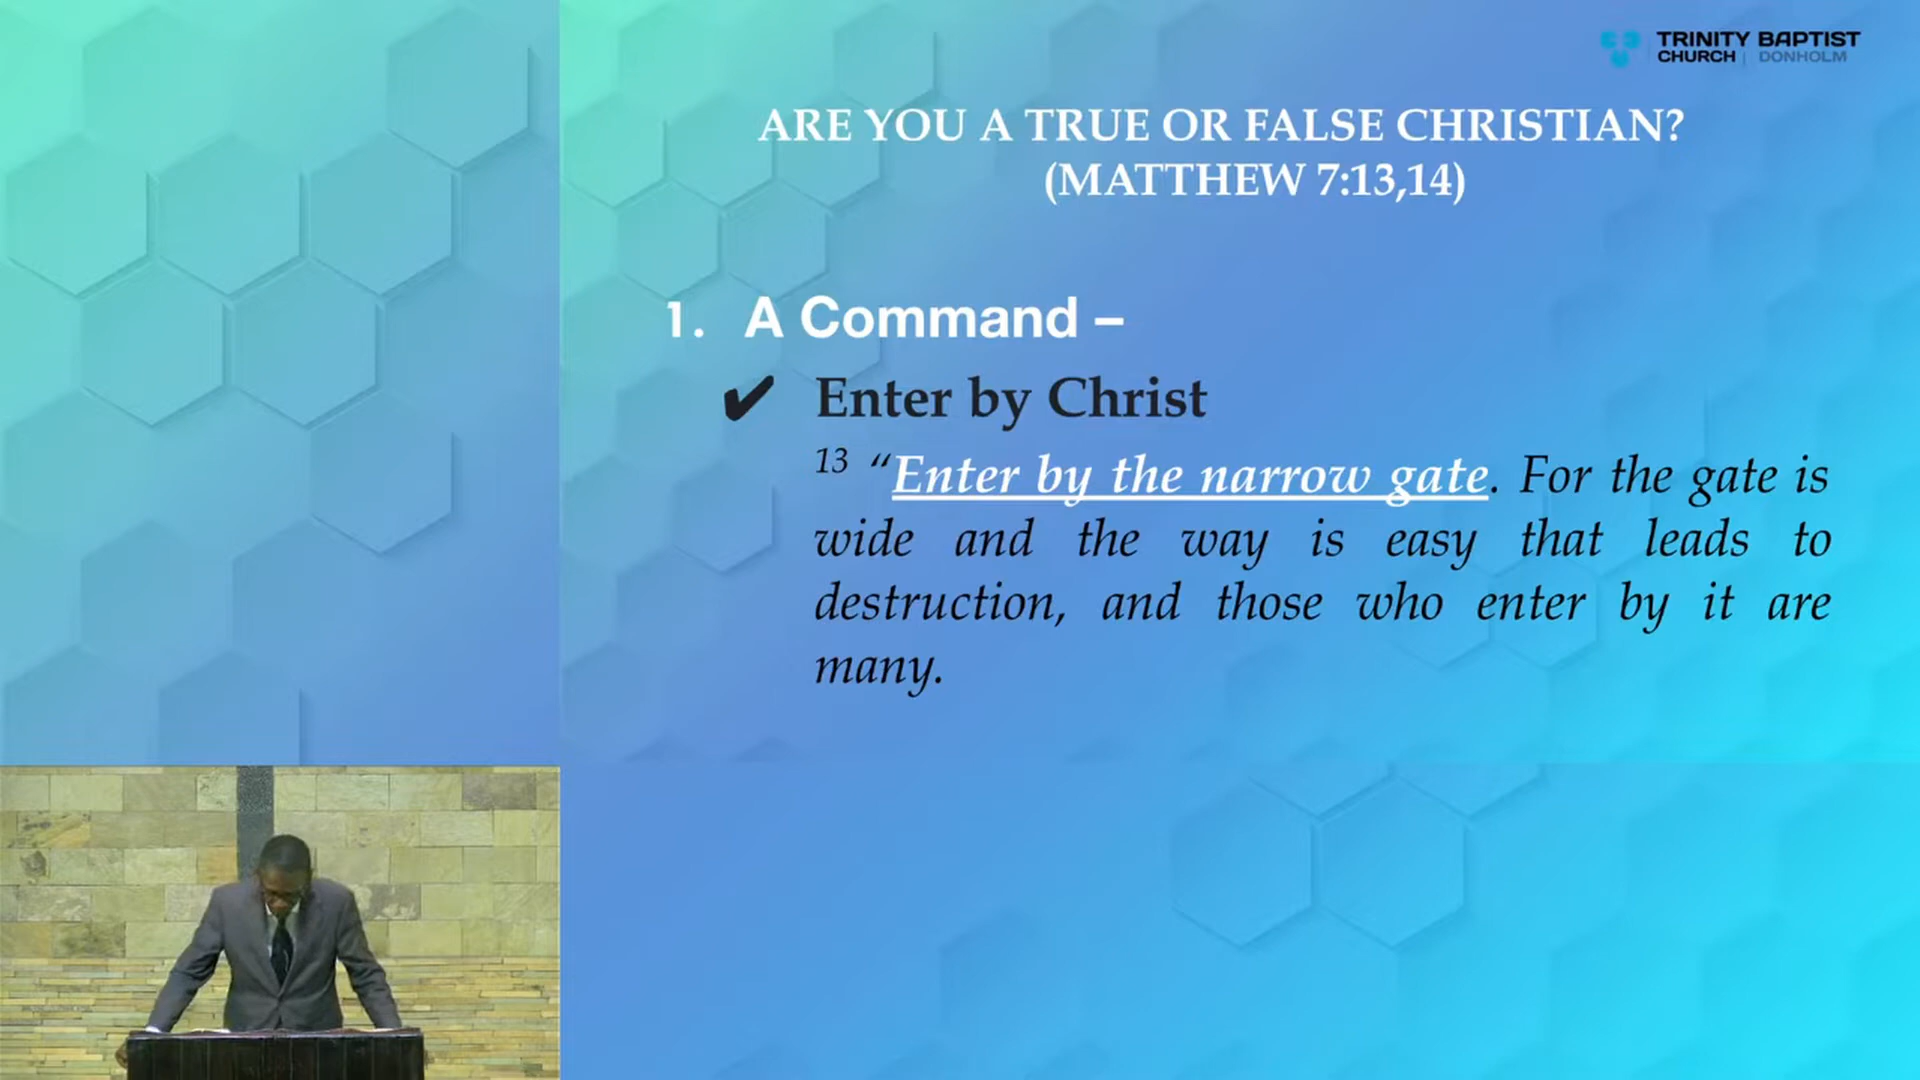 TRINITY BAPTIST
CHURCH | DONHOLM
ARE YOU A TRUE OR FALSE CHRISTIAN?
(MATTHEW 7:13,14)
1. A Command –
✔ Enter by Christ
13 “Enter by the narrow gate. For the gate is
wide and the way is easy that leads to
destruction, and those who enter by it are
many.